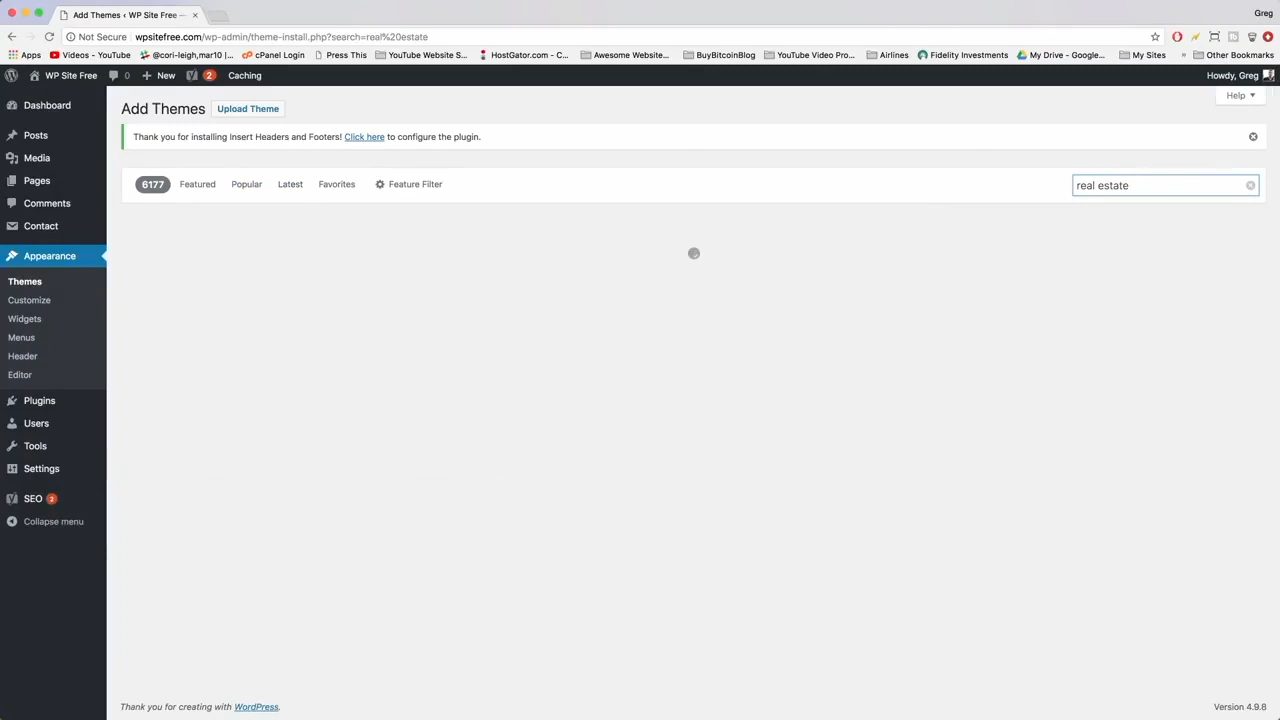 Add Themes ‹ WP Site Free —
Greg
Not Secure wpsitefree.com/wp-admin/theme-install.php?search=real%20estate
Apps Videos - YouTube @cori-leigh,mar10 |... cPanel Login Press This YouTube Website S... HostGator.com - C... Awesome Website... BuyBitcoinBlog YouTube Video Pro... Airlines Fidelity Investments My Drive - Google... My Sites » Other Bookmarks
WP Site Free 0 New 2 Caching Howdy, Greg
Dashboard
Posts
Media
Pages
Comments
Contact
Appearance
Themes
Customize
Widgets
Menus
Header
Editor
Plugins
Users
Tools
Settings
SEO 3
Collapse menu
Help
Add Themes Upload Theme
Thank you for installing Insert Headers and Footers! Click here to configure the plugin.
6177 Featured Popular Latest Favorites Feature Filter real estate
Thank you for creating with WordPress. Version 4.9.8